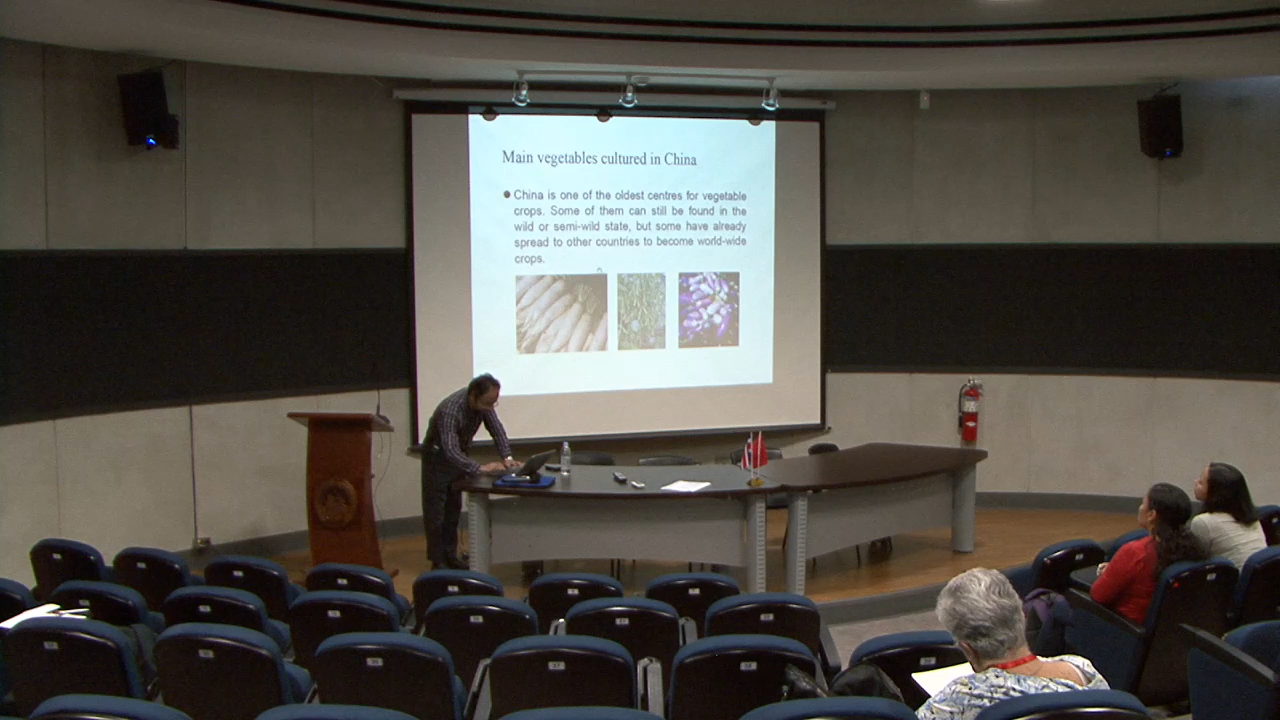 Main vegetables cultured in China
China is one of the oldest centres for vegetable
crops. Some of them can still be found in the
wild or semi-wild state, but some have already
spread to other countries to become world-wide
crops.